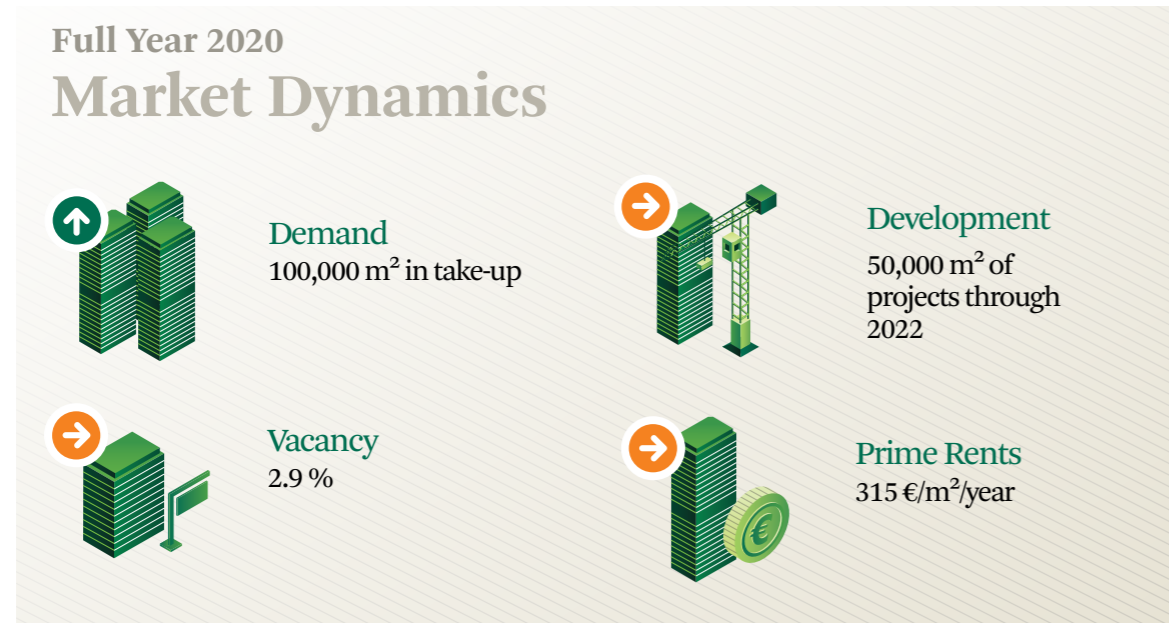 Full Year 2020
Market Dynamics
Demand
100,000 m² in take-up
Development
50,000 m² of
projects through
2022
Vacancy
2.9 %
Prime Rents
315 €/m²/year
€